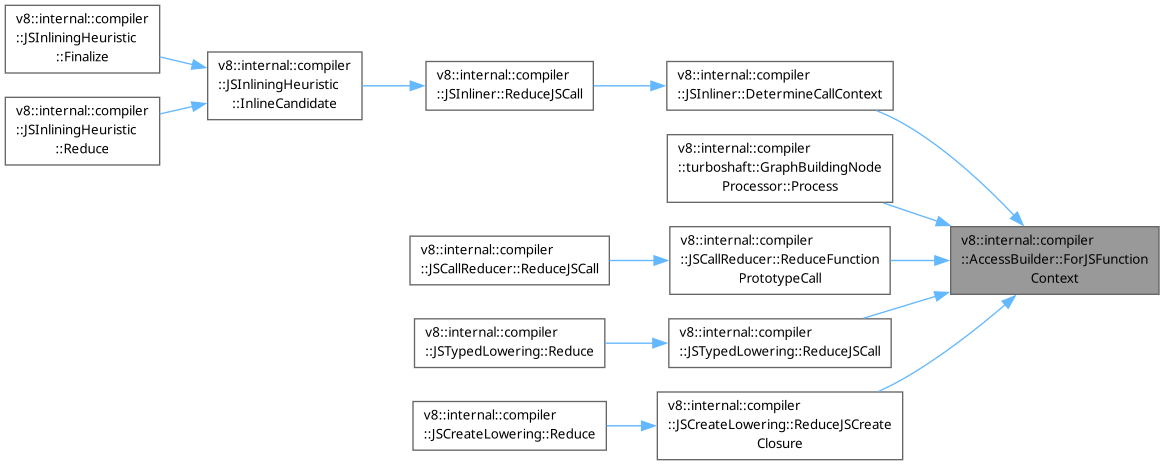 v8::internal::compiler
::JSInliningHeuristic
::Finalize
v8::internal::compiler
::JSInliningHeuristic
::Reduce
v8::internal::compiler
::JSInliningHeuristic
::InlineCandidate
v8::internal::compiler
::JSInliner::ReduceJSCall
v8::internal::compiler
::JSInliner::DetermineCallContext
v8::internal::compiler
::turboshaft::GraphBuildingNode
Processor::Process
v8::internal::compiler
::JSCallReducer::ReduceJSCall
v8::internal::compiler
::JSCallReducer::ReduceFunction
PrototypeCall
v8::internal::compiler
::AccessBuilder::ForJSFunction
Context
v8::internal::compiler
::JSTypedLowering::Reduce
v8::internal::compiler
::JSTypedLowering::ReduceJSCall
v8::internal::compiler
::JSCreateLowering::Reduce
v8::internal::compiler
::JSCreateLowering::ReduceJSCreate
Closure